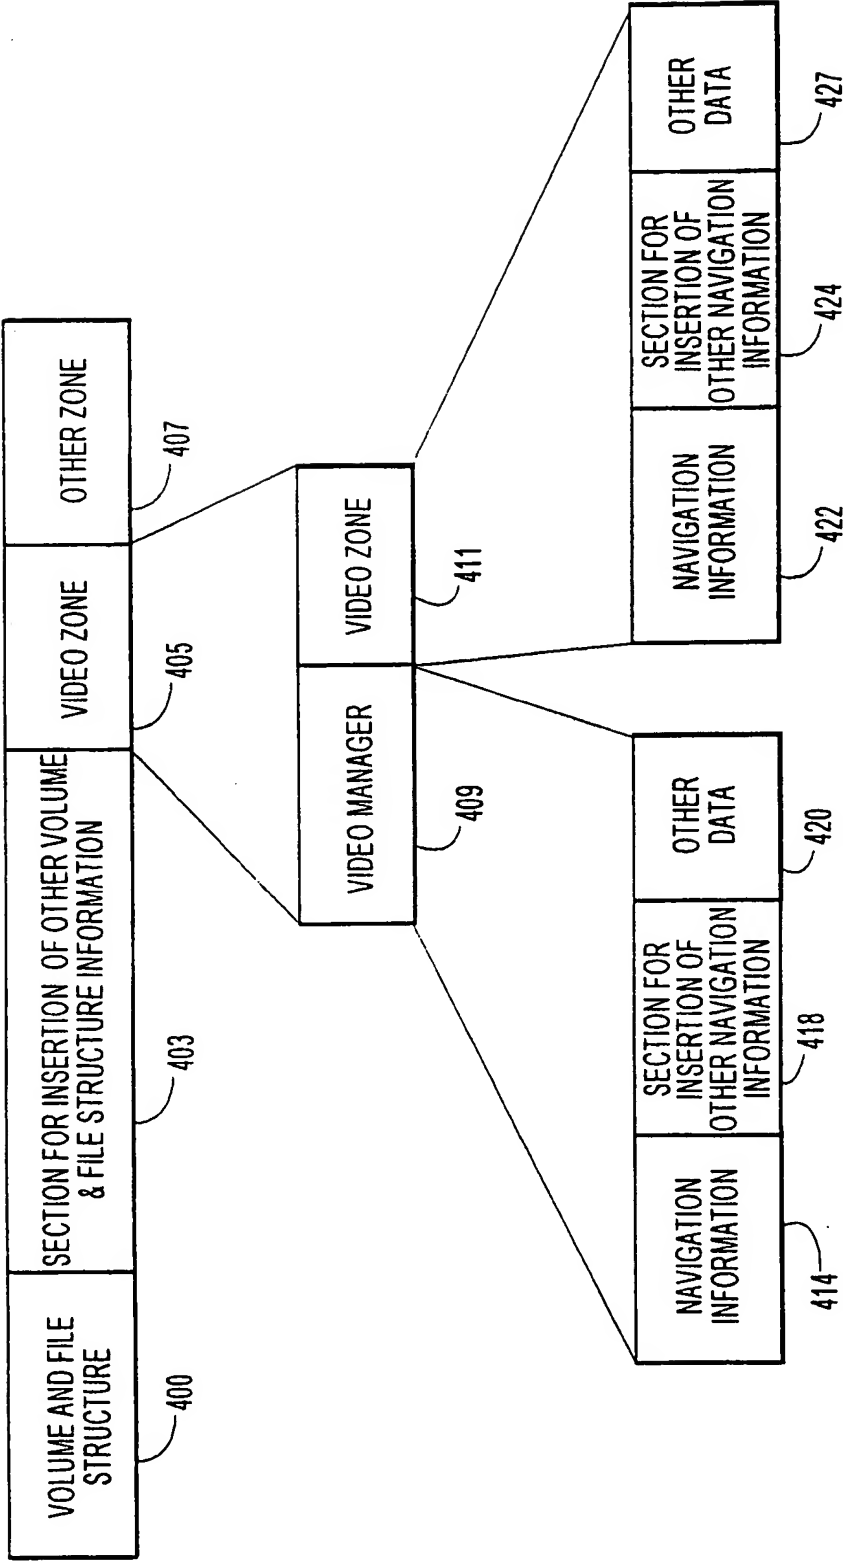 VOLUME AND FILE
STRUCTURE
400
SECTION FOR INSERTION OF OTHER VOLUME
& FILE STRUCTURE INFORMATION
403
VIDEO ZONE
405
OTHER ZONE
407
VIDEO MANAGER
409
VIDEO ZONE
411
NAVIGATION
INFORMATION
414
SECTION FOR
INSERTION OF
OTHER NAVIGATION
INFORMATION
418
OTHER
DATA
420
NAVIGATION
INFORMATION
422
SECTION FOR
INSERTION OF
OTHER NAVIGATION
INFORMATION
424
OTHER
DATA
427